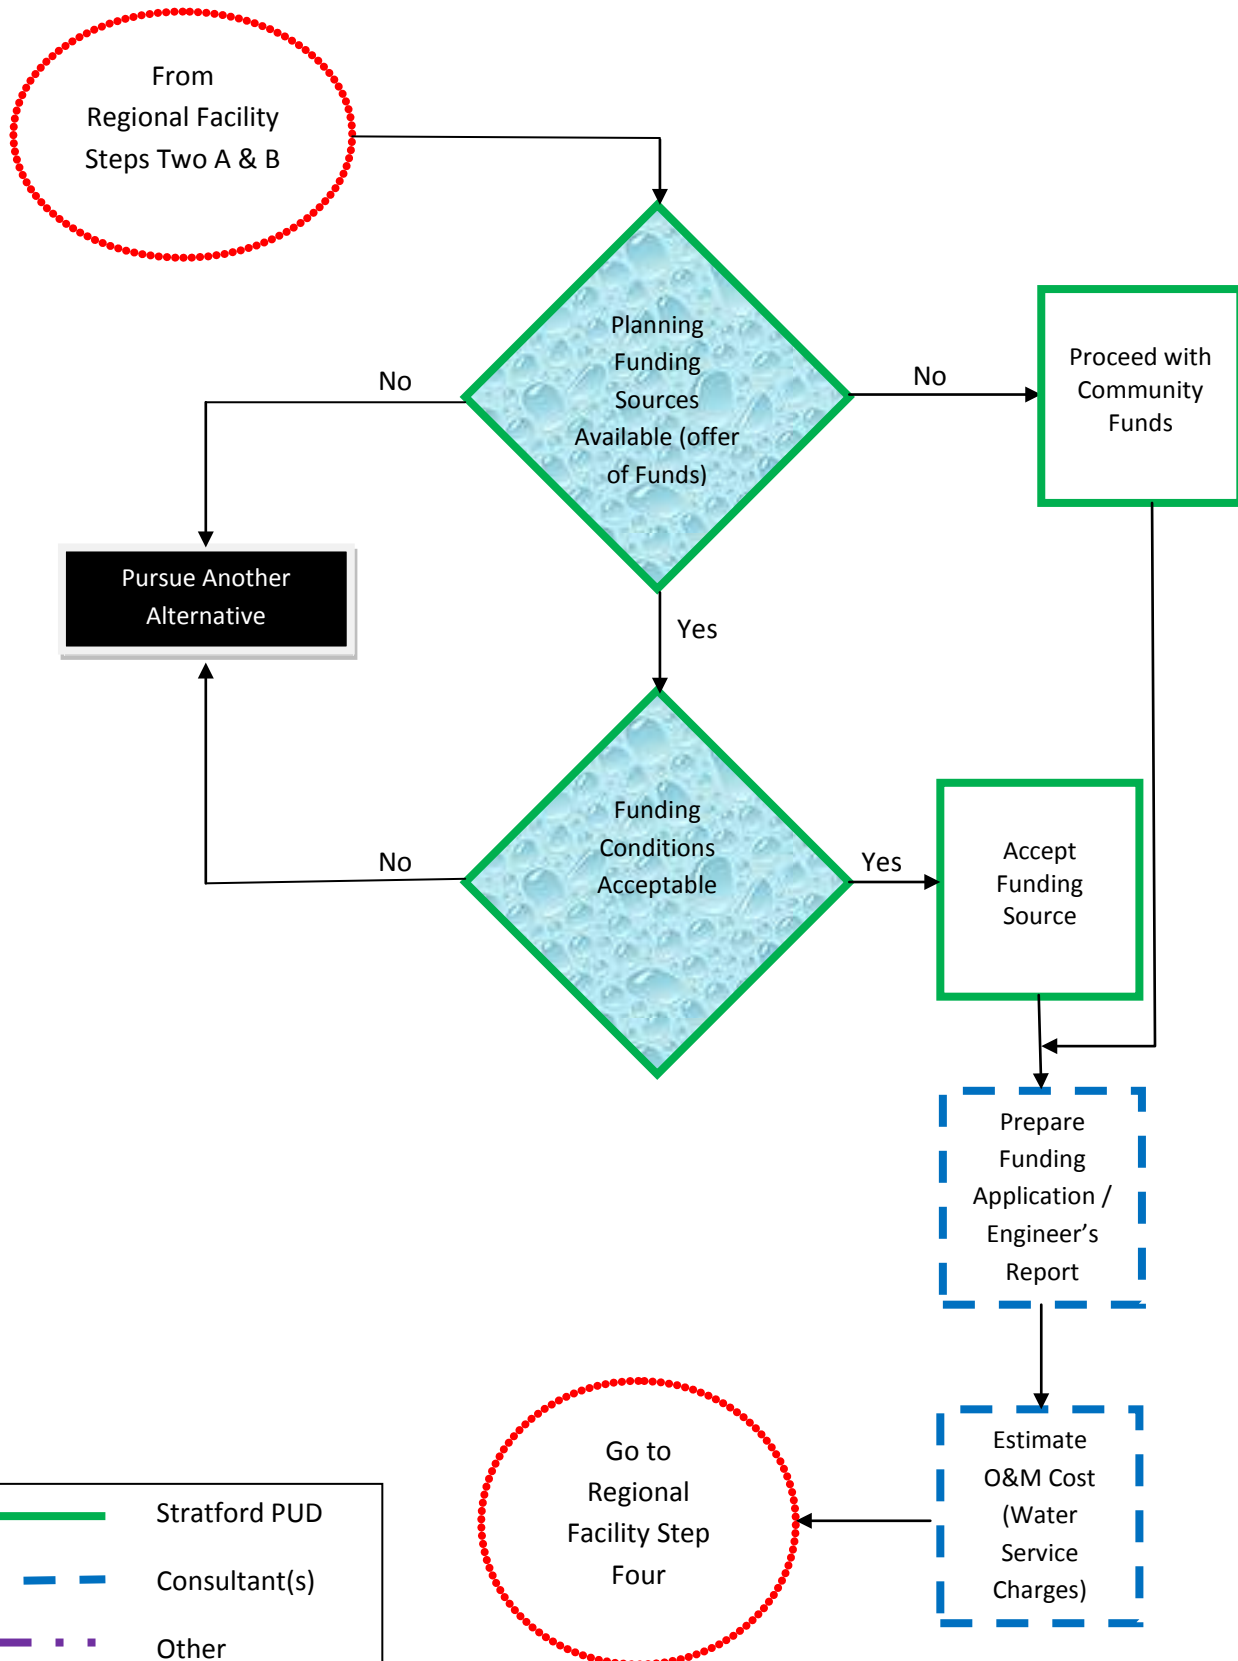 From
Regional Facility
Steps Two A & B
Planning
Funding
Sources
Available (offer
of Funds)
No
No
Proceed with
Community
Funds
Pursue Another
Alternative
Yes
Funding
Conditions
Acceptable
No
Yes
Accept
Funding
Source
Prepare
Funding
Application /
Engineer’s
Report
Estimate
O&M Cost
(Water
Service
Charges)
Go to
Regional
Facility Step
Four
Stratford PUD
Consultant(s)
Other